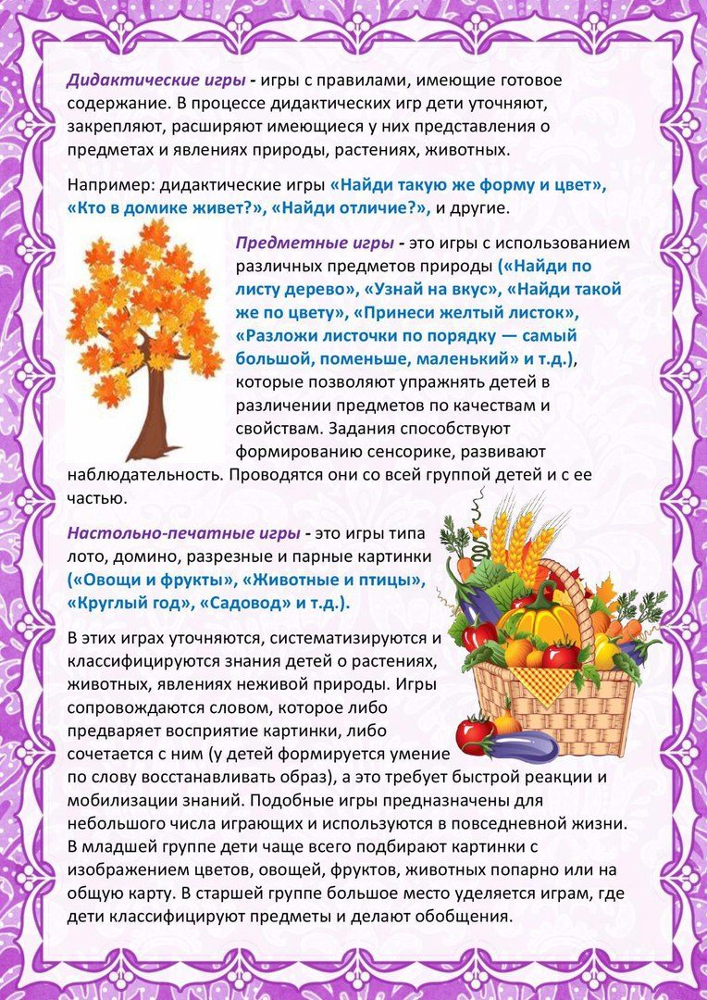 Дидактические игры - игры с правилами, имеющие готовое
содержание. В процессе дидактических игр дети уточняют,
закрепляют, расширяют имеющиеся у них представления о
предметах и явлениях природы, растениях, животных.
Например: дидактические игры «Найди такую же форму и цвет»,
«Кто в домике живет?», «Найди отличие?», и другие.
Предметные игры - это игры с использованием
различных предметов природы («Найди по
листу дерево», «Узнай на вкус», «Найди такой
же по цвету», «Принеси желтый листок»,
«Разложи листочки по порядку — самый
большой, поменьше, маленький» и т.д.),
которые позволяют упражнять детей в
различении предметов по качествам и
свойствам. Задания способствуют
формированию сенсорике, развивают
наблюдательность. Проводятся они со всей группой детей и с ее
частью.
Настольно-печатные игры - это игры типа
лото, домино, разрезные и парные картинки
(«Овощи и фрукты», «Животные и птицы»,
«Круглый год», «Садовод» и т.д.).
В этих играх уточняются, систематизируются и
классифицируются знания детей о растениях,
животных, явлениях неживой природы. Игры
сопровождаются словом, которое либо
предваряет восприятие картинки, либо
сочетается с ним (у детей формируется умение
по слову восстанавливать образ), а это требует быстрой реакции и
мобилизации знаний. Подобные игры предназначены для
небольшого числа играющих и используются в повседневной жизни.
В младшей группе дети чаще всего подбирают картинки с
изображением цветов, овощей, фруктов, животных попарно или на
общую карту. В старшей группе большое место уделяется играм, где
дети классифицируют предметы и делают обобщения.